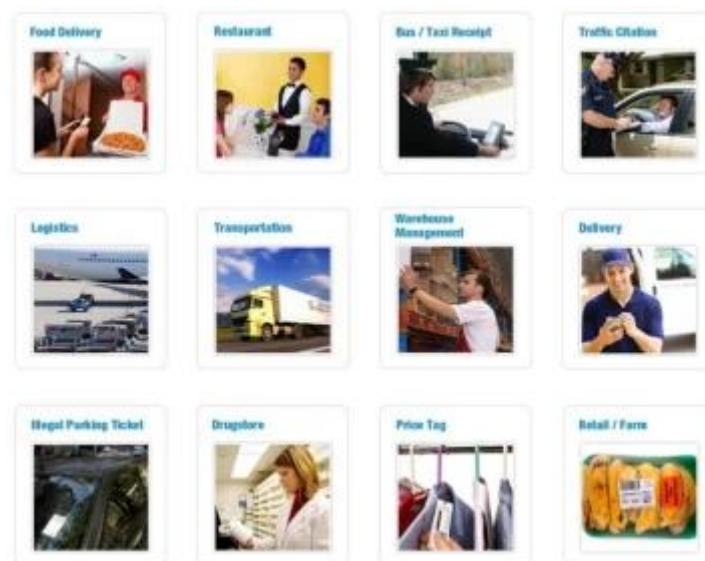 Food Delivery
Restaurant
Bus / Taxi Receipt
Traffic Citation
Logistics
Transportation
Warehouse
Management
Delivery
Illegal Parking Ticket
Drugstore
Price Tag
Retail / Farm